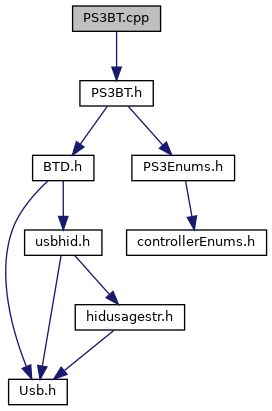 PS3BT.cpp
PS3BT.h
BTD.h
PS3Enums.h
usbhid.h
controllerEnums.h
hidusagestr.h
Usb.h